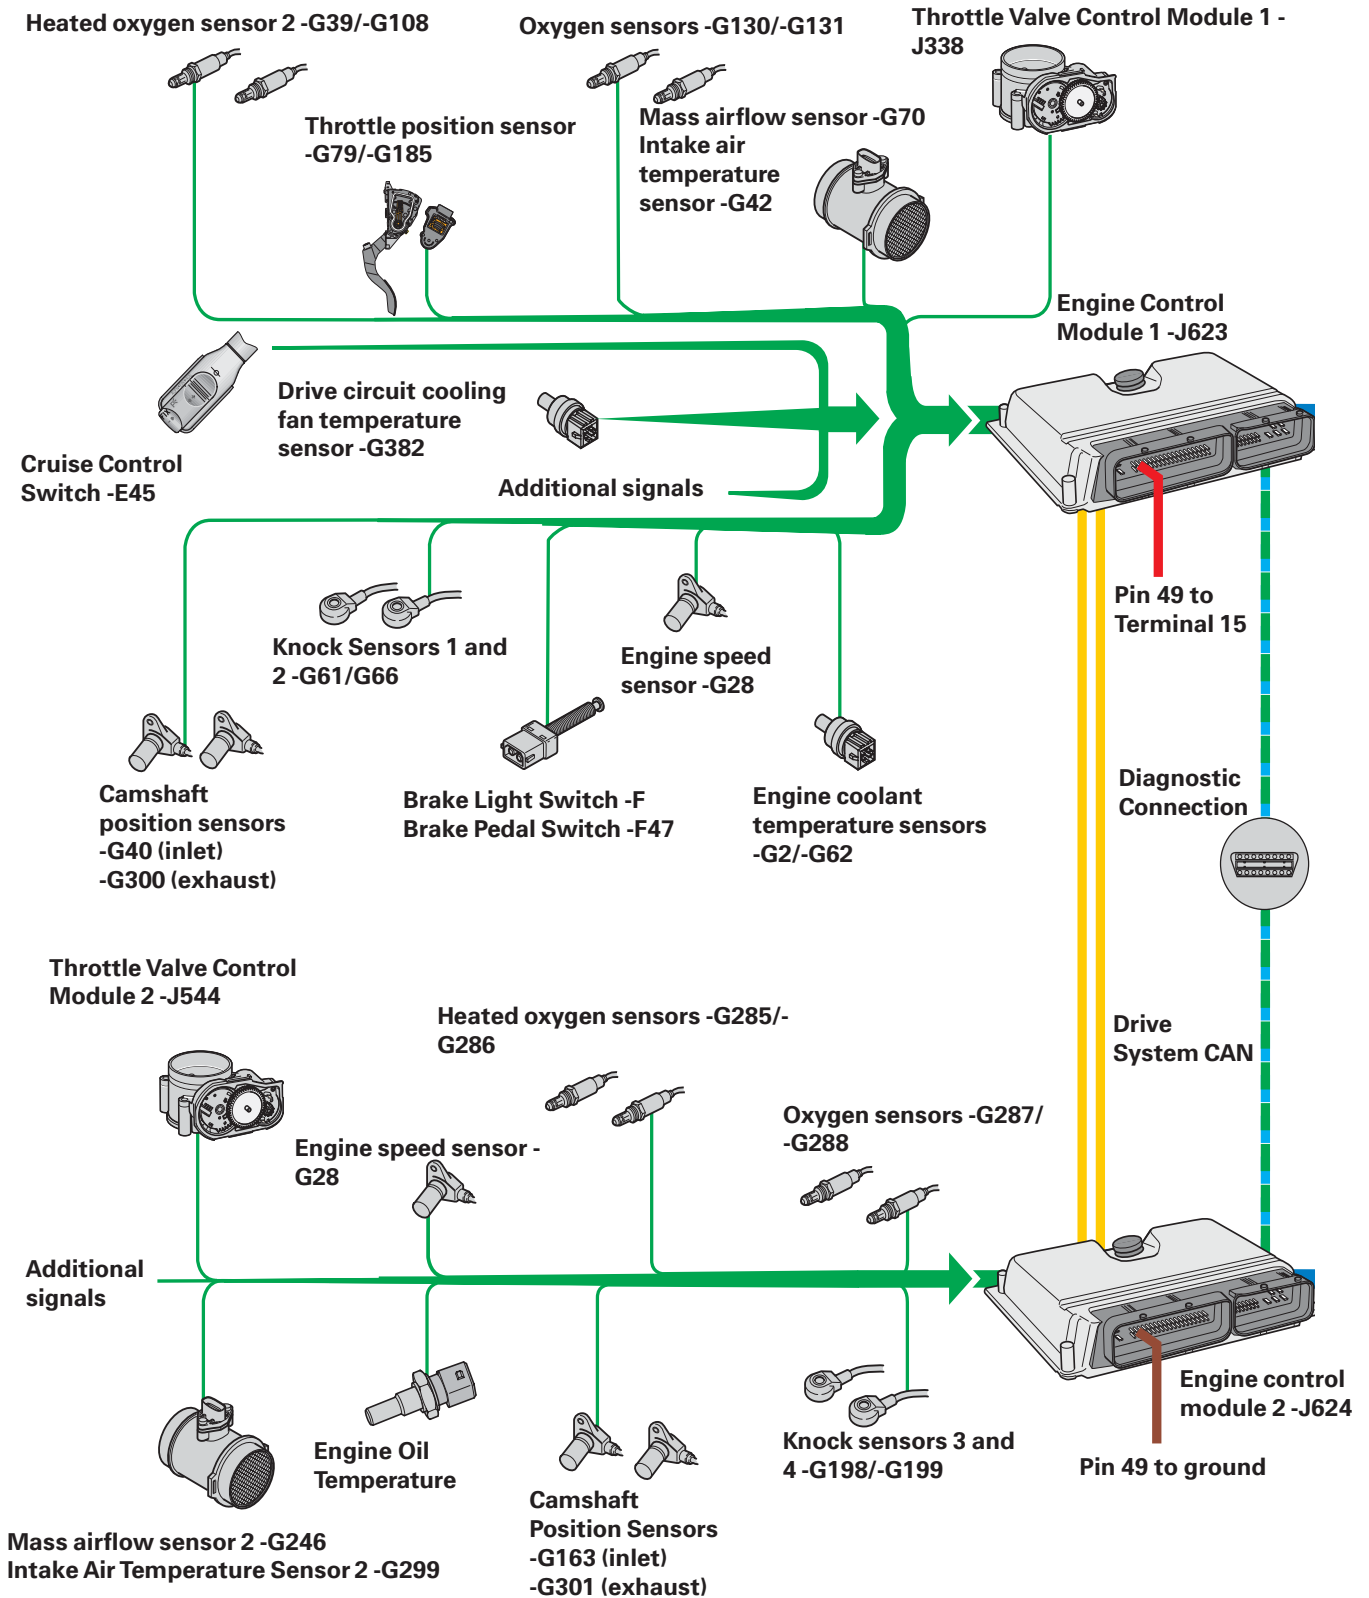 Heated oxygen sensor 2 -G39/-G108
Oxygen sensors -G130/-G131
Throttle Valve Control Module 1 -
J338
Throttle position sensor
-G79/-G185
Mass airflow sensor -G70
Intake air
temperature
sensor -G42
Engine Control
Module 1 -J623
Drive circuit cooling
fan temperature
sensor -G382
Cruise Control
Switch -E45
Additional signals
Pin 49 to
Terminal 15
Knock Sensors 1 and
2 -G61/G66
Engine speed
sensor -G28
Camshaft
position sensors
-G40 (inlet)
-G300 (exhaust)
Brake Light Switch -F
Brake Pedal Switch -F47
Engine coolant
temperature sensors
-G2/-G62
Diagnostic
Connection
Throttle Valve Control
Module 2 -J544
Heated oxygen sensors -G285/-
G286
Drive
System CAN
Engine speed sensor -
G28
Oxygen sensors -G287/
-G288
Additional
signals
Engine Oil
Temperature
Knock sensors 3 and
4 -G198/-G199
Engine control
module 2 -J624
Pin 49 to ground
Camshaft
Position Sensors
-G163 (inlet)
-G301 (exhaust)
Mass airflow sensor 2 -G246
Intake Air Temperature Sensor 2 -G299